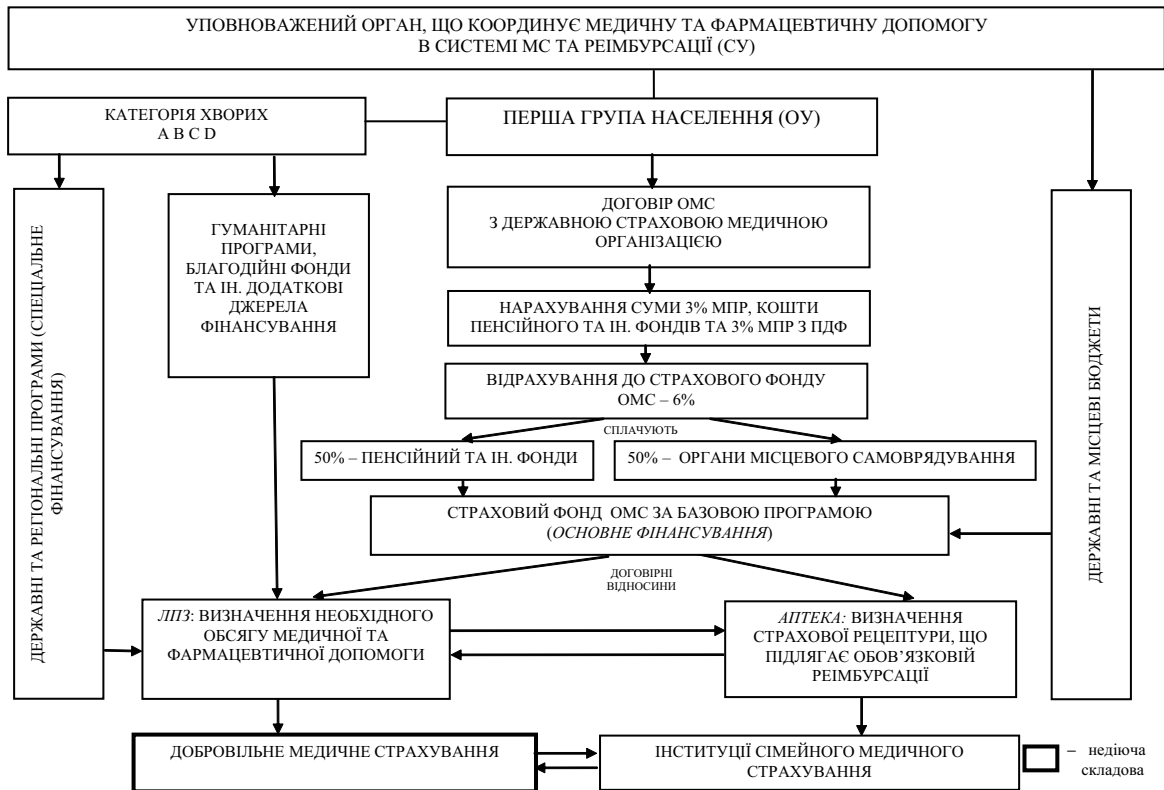 УПОВНОВАЖЕНИЙ ОРГАН, ЩО КООРДИНУЄ МЕДИЧНУ ТА ФАРМАЦЕВТИЧНУ ДОПОМОГУ
В СИСТЕМІ МС ТА РЕІМБУРСАЦІЇ (СУ)
КАТЕГОРІЯ ХВОРИХ
A B C D
ПЕРША ГРУПА НАСЕЛЕННЯ (ОУ)
ДЕРЖАВНІ ТА РЕГІОНАЛЬНІ ПРОГРАМИ (СПЕЦІАЛЬНЕ
ФІНАНСУВАННЯ)
ГУМАНІТАРНІ
ПРОГРАМИ,
БЛАГОДІЙНІ ФОНДИ
ТА ІН. ДОДАТКОВІ
ДЖЕРЕЛА
ФІНАНСУВАННЯ
ДОГОВІР ОМС
З ДЕРЖАВНОЮ СТРАХОВОЮ МЕДИЧНОЮ
ОРГАНІЗАЦІЄЮ
НАРАХУВАННЯ СУМИ 3% МПР, КОШТИ
ПЕНСІЙНОГО ТА ІН. ФОНДІВ ТА 3% МПР З ПДФ
ВІДРАХУВАННЯ ДО СТРАХОВОГО ФОНДУ
ОМС – 6%
СПЛАЧУЮТЬ
50% – ПЕНСІЙНИЙ ТА ІН. ФОНДИ
50% – ОРГАНИ МІСЦЕВОГО САМОВРЯДУВАННЯ
СТРАХОВИЙ ФОНД ОМС ЗА БАЗОВОЮ ПРОГРАМОЮ
(ОСНОВНЕ ФІНАНСУВАННЯ)
ДЕРЖАВНІ ТА МІСЦЕВІ БЮДЖЕТИ
ДОГОВІРНІ
ВІДНОСИНИ
ЛПЗ: ВИЗНАЧЕННЯ НЕОБХІДНОГО
ОБСЯГУ МЕДИЧНОЇ ТА
ФАРМАЦЕВТИЧНОЇ ДОПОМОГИ
АПТЕКА: ВИЗНАЧЕННЯ
СТРАХОВОЇ РЕЦЕПТУРИ, ЩО
ПІДЛЯГАЄ ОБОВ’ЯЗКОВІЙ
РЕІМБУРСАЦІЇ
ДОБРОВІЛЬНЕ МЕДИЧНЕ СТРАХУВАННЯ
ІНСТИТУЦІЇ СІМЕЙНОГО МЕДИЧНОГО
СТРАХУВАННЯ
– недіюча
складова